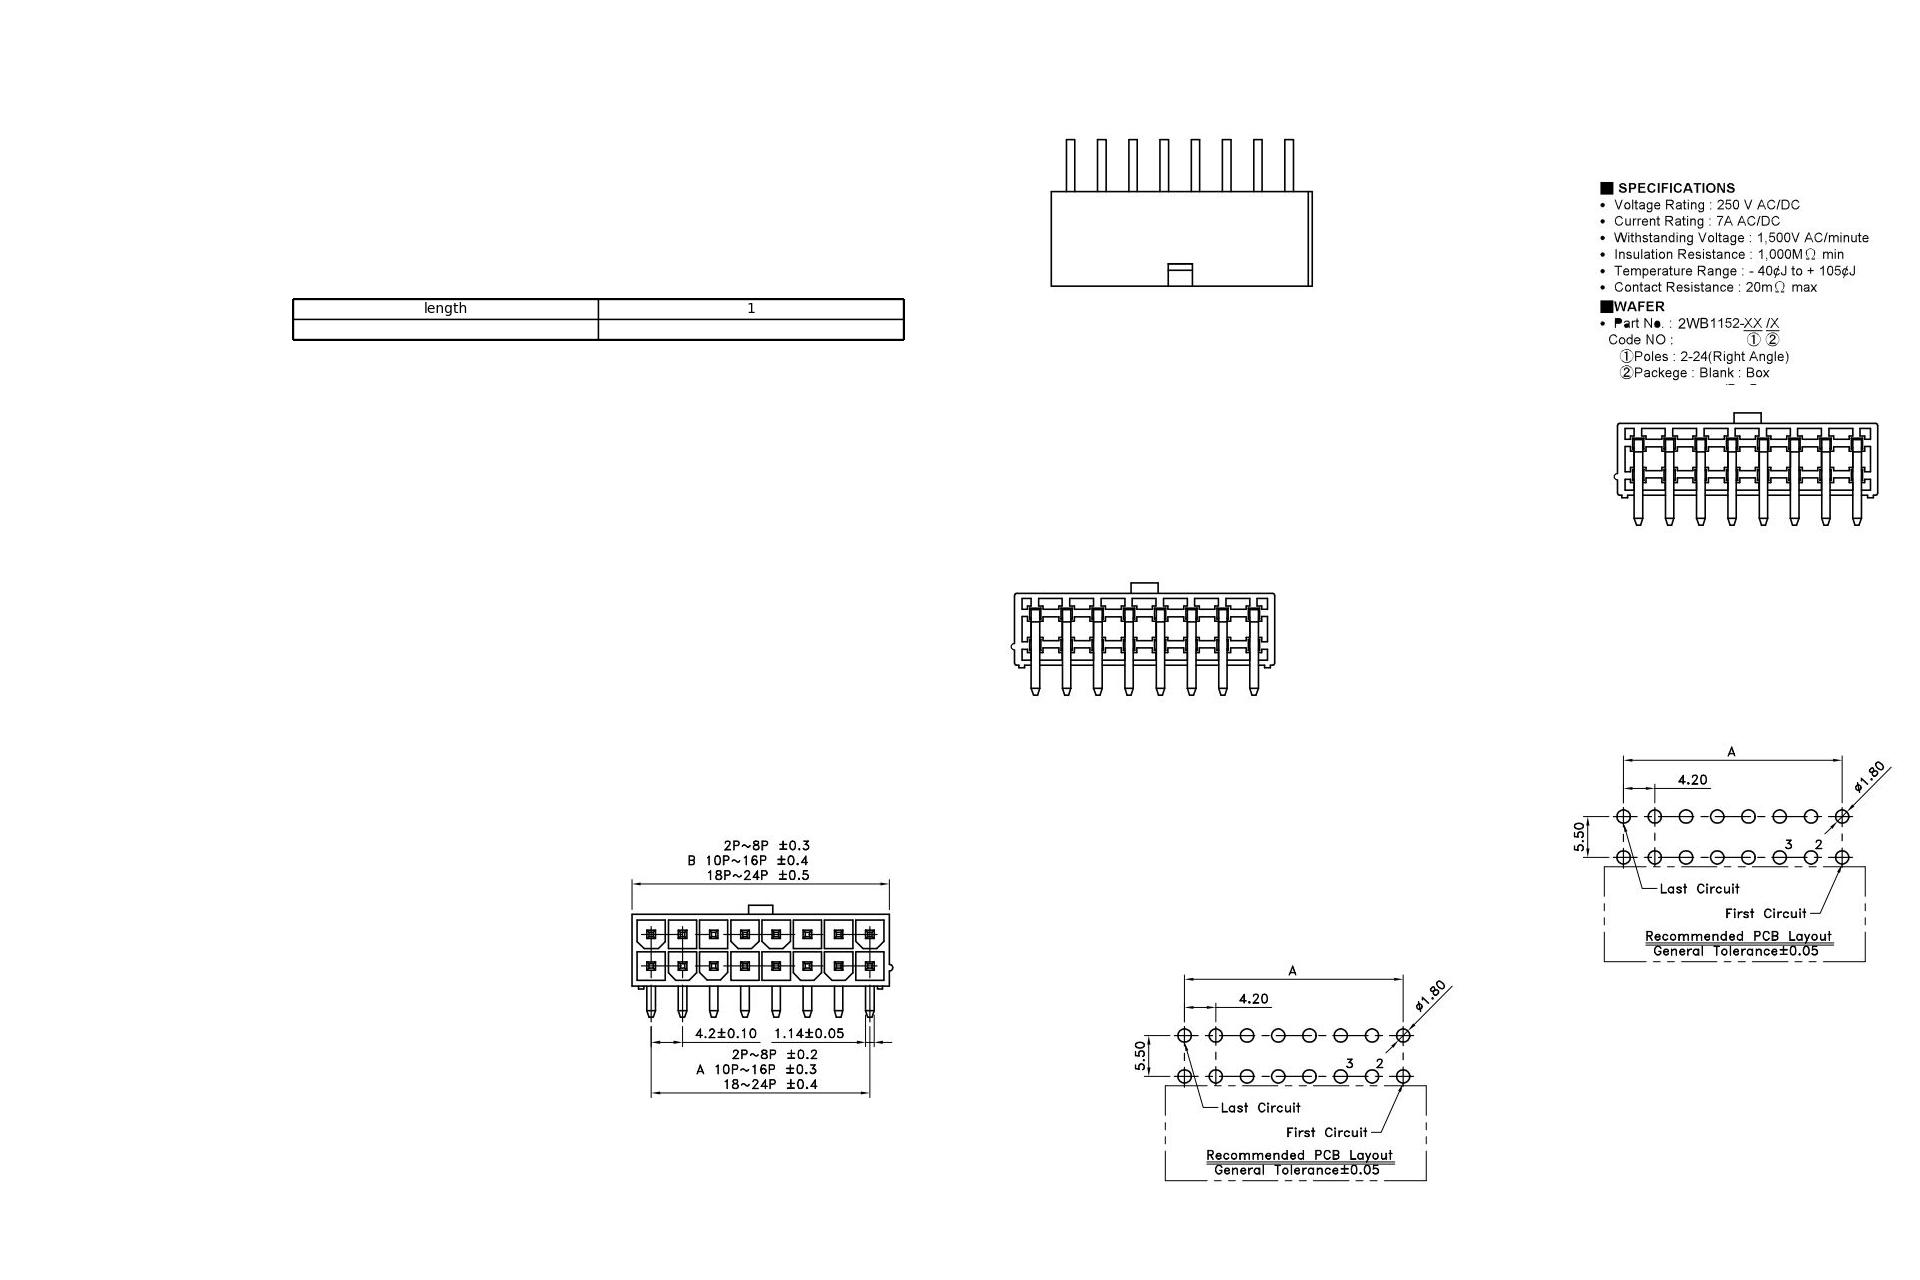 length 1
■ SPECIFICATIONS
• Voltage Rating : 250 V AC/DC
• Current Rating : 7A AC/DC
• Withstanding Voltage : 1,500V AC/minute
• Insulation Resistance : 1,000MΩ min
• Temperature Range : - 40¢J to + 105¢J
• Contact Resistance : 20mΩ max
■WAFER
• Part No. : 2WB1152-XX /X
Code NO : ① ②
①Poles : 2-24(Right Angle)
②Packege : Blank : Box
A
4.20
ø1.80
5.50
3 2
Last Circuit
First Circuit
Recommended PCB Layout
General Tolerance±0.05
2P~8P ±0.3
B 10P~16P ±0.4
18P~24P ±0.5
4.2±0.10 1.14±0.05
2P~8P ±0.2
A 10P~16P ±0.3
18~24P ±0.4
A
4.20
ø1.80
5.50
3 2
Last Circuit
First Circuit
Recommended PCB Layout
General Tolerance±0.05